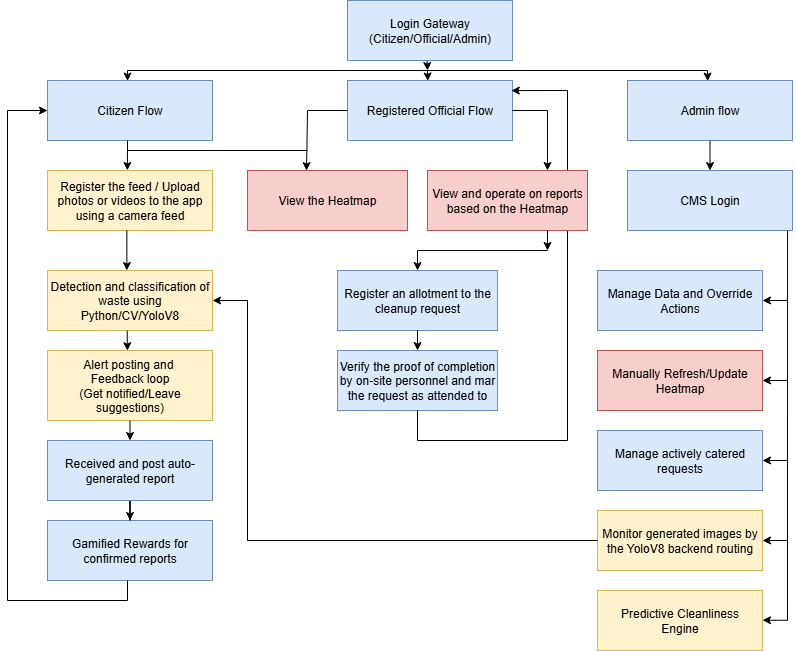 Login Gateway
(Citizen/Official/Admin)
Citizen Flow
Registered Official Flow
Admin flow
Register the feed / Upload
photos or videos to the app
using a camera feed
View the Heatmap
View and operate on reports
based on the Heatmap
CMS Login
Detection and classification of
waste using
Python/CV/YoloV8
Register an allotment to the
cleanup request
Manage Data and Override
Actions
Alert posting and
Feedback loop
(Get notified/Leave
suggestions)
Verify the proof of completion
by on-site personnel and mar
the request as attended to
Manually Refresh/Update
Heatmap
Received and post auto-
generated report
Manage actively catered
requests
Gamified Rewards for
confirmed reports
Monitor generated images by
the YoloV8 backend routing
Predictive Cleanliness
Engine